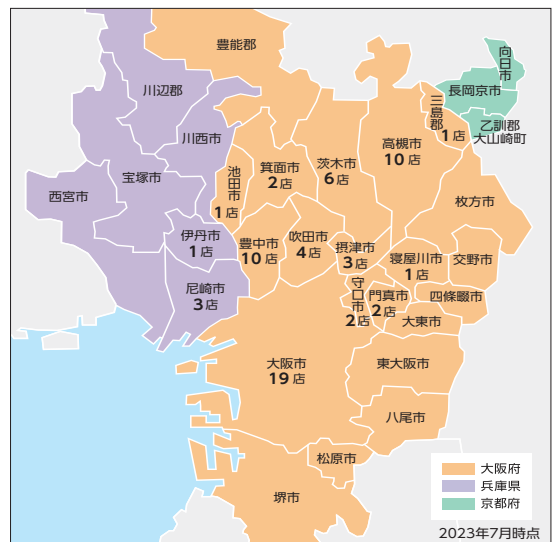 豊能郡
向日市
長岡京市
川辺郡
三島郡
1店
乙訓郡
大山崎町
川西市
高槻市
10店
茨木市
6店
箕面市
2店
池田市
1店
宝塚市
西宮市
枚方市
伊丹市
1店
豊中市
10店
吹田市
4店
摂津市
3店
寝屋川市
1店
交野市
尼崎市
3店
守口市
2店
門真市
2店
四條畷市
大東市
大阪市
19店
東大阪市
八尾市
松原市
堺市
大阪府
兵庫県
京都府
2023年7月時点